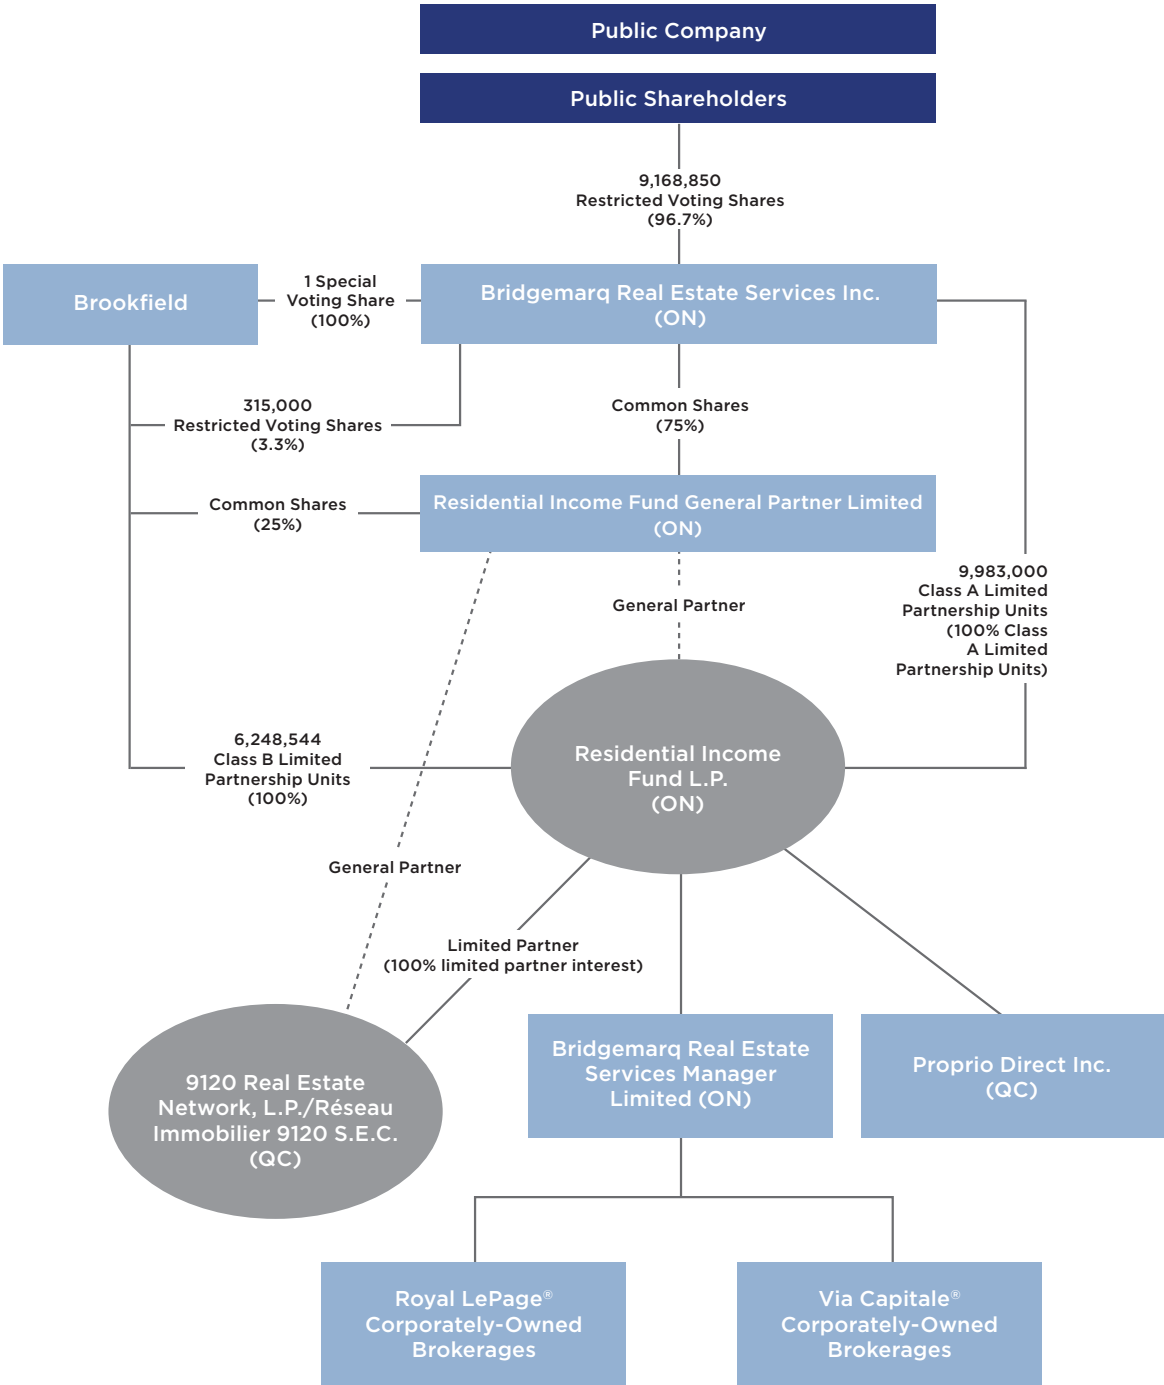 Public Company
Public Shareholders
9,168,850
Restricted Voting Shares
(96.7%)
Brookfield
1 Special
Voting Share
(100%)
Bridgemarq Real Estate Services Inc.
(ON)
315,000
Restricted Voting Shares
(3.3%)
Common Shares
(75%)
Common Shares
(25%)
Residential Income Fund General Partner Limited
(ON)
General Partner
9,983,000
Class A Limited
Partnership Units
(100% Class
A Limited
Partnership Units)
6,248,544
Class B Limited
Partnership Units
(100%)
Residential Income
Fund L.P.
(ON)
General Partner
Limited Partner
(100% limited partner interest)
9120 Real Estate
Network, L.P./Réseau
Immobilier 9120 S.E.C.
(QC)
Bridgemarq Real Estate
Services Manager
Limited (ON)
Proprio Direct Inc.
(QC)
Royal LePage®
Corporately-Owned
Brokerages
Via Capitale®
Corporately-Owned
Brokerages